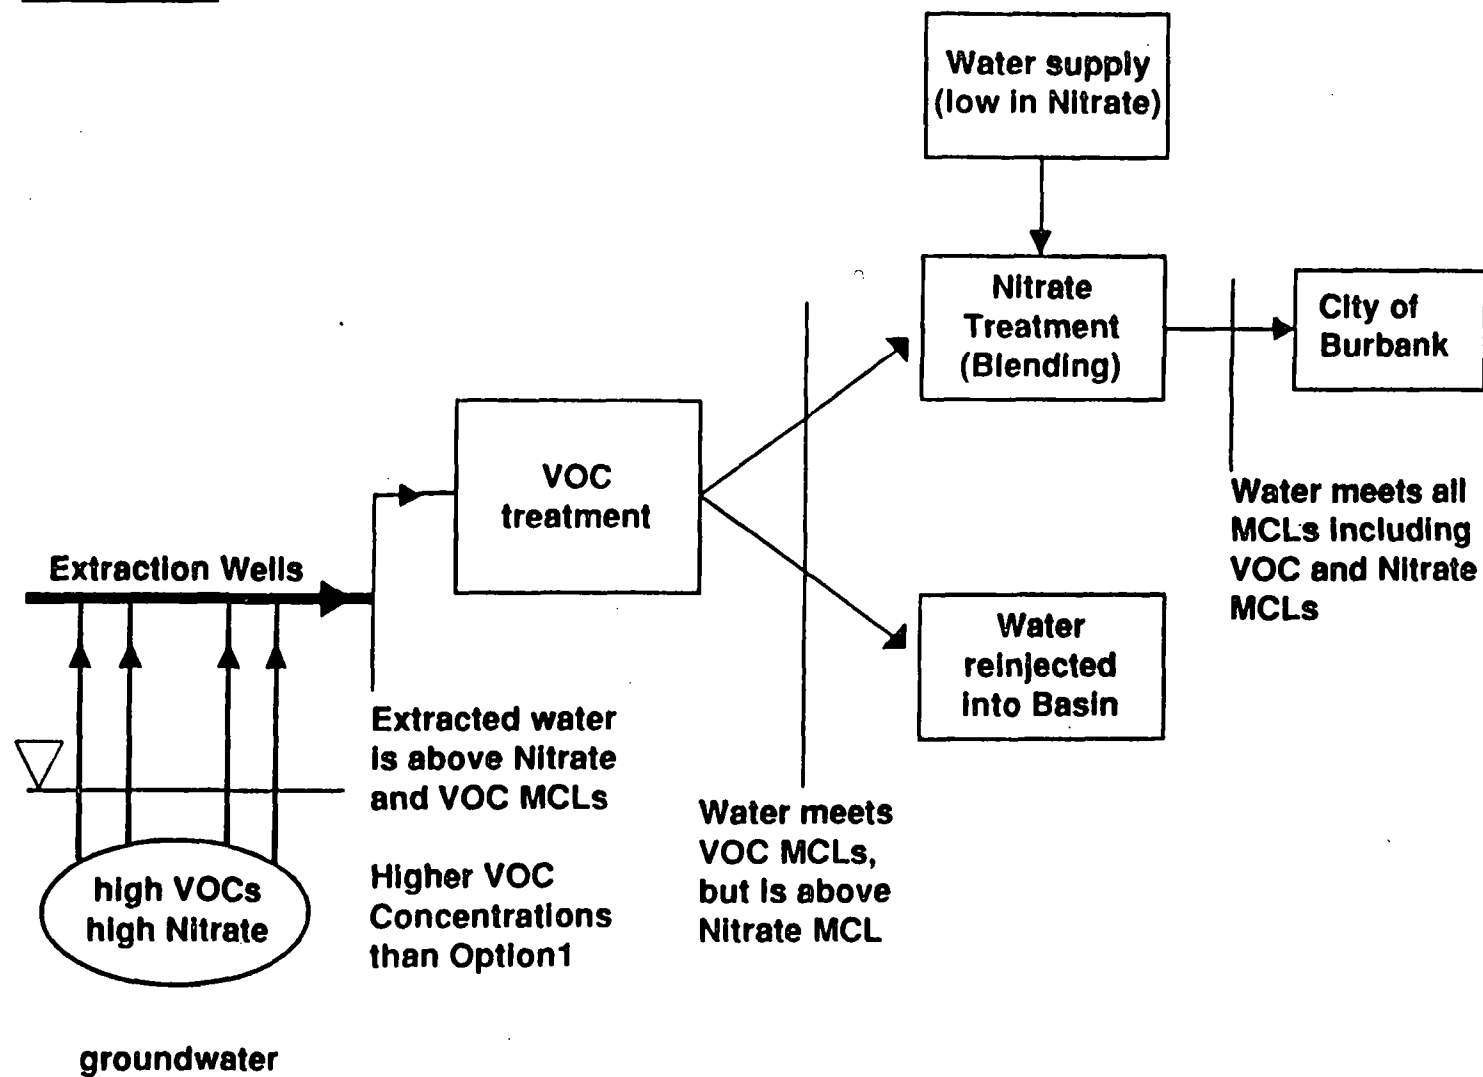 Water supply
(low in Nitrate)
Nitrate
Treatment
(Blending)
City of
Burbank
VOC
treatment
Water meets all
MCLs including
VOC and Nitrate
MCLs
Extraction Wells
Water
reinjected
into Basin
Extracted water
is above Nitrate
and VOC MCLs
Higher VOC
Concentrations
than Option1
Water meets
VOC MCLs,
but is above
Nitrate MCL
high VOCs
high Nitrate
groundwater